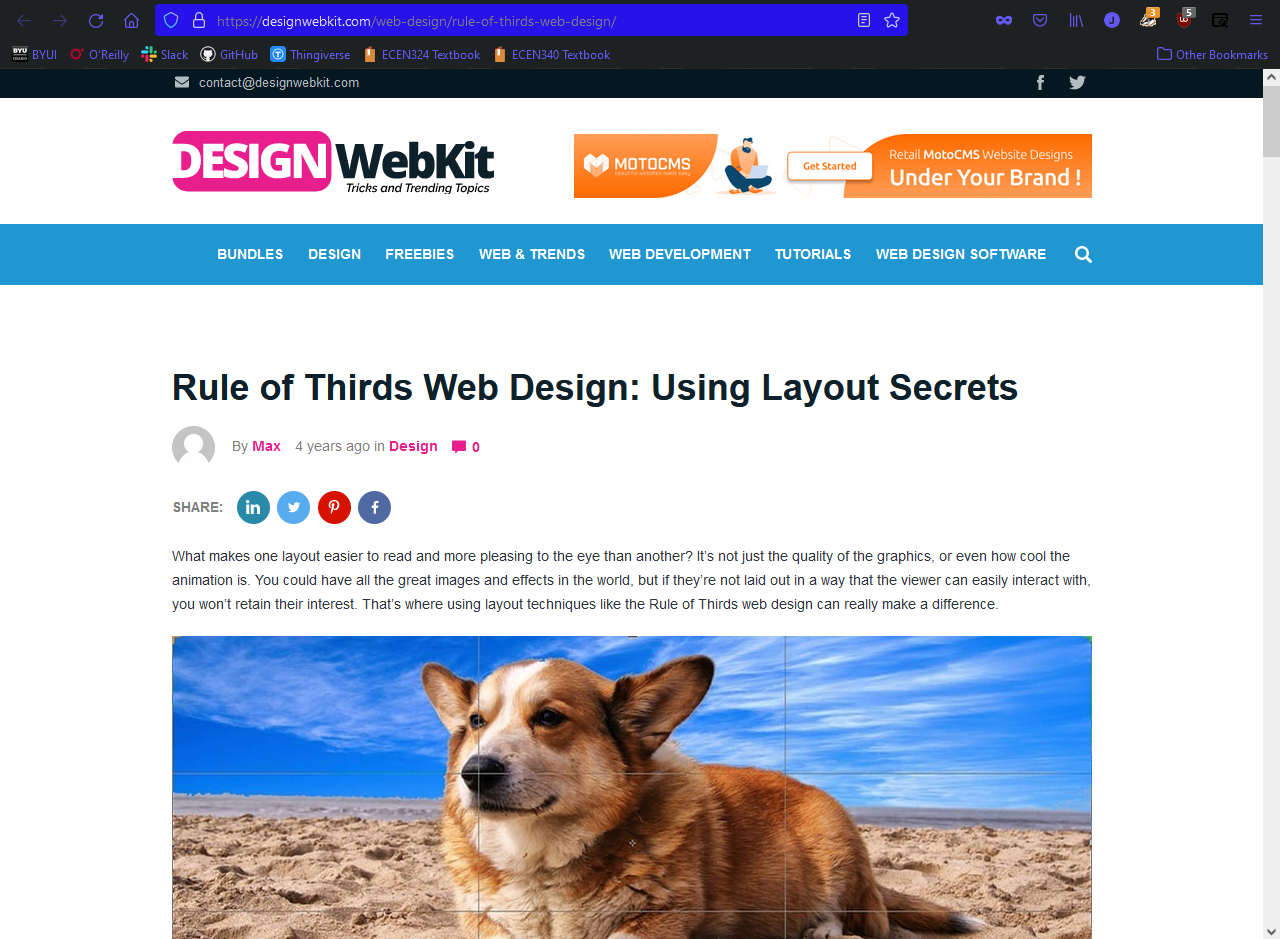 https://designwebkit.com/web-design/rule-of-thirds-web-design/
3
5
J
BYU
IDAHO
BYUI
O'Reilly
Slack
GitHub
Thingiverse
ECEN324 Textbook
ECEN340 Textbook
Other Bookmarks
contact@designwebkit.com
DESIGN WebKit
Tricks and Trending Topics
MOTOCMS
beautiful websites made easy
Get Started
Retail MotoCMS Website Designs
Under Your Brand !
BUNDLES DESIGN FREEBIES WEB & TRENDS WEB DEVELOPMENT TUTORIALS WEB DESIGN SOFTWARE
Rule of Thirds Web Design: Using Layout Secrets
By Max 4 years ago in Design 0
SHARE:
What makes one layout easier to read and more pleasing to the eye than another? It’s not just the quality of the graphics, or even how cool the
animation is. You could have all the great images and effects in the world, but if they’re not laid out in a way that the viewer can easily interact with,
you won’t retain their interest. That’s where using layout techniques like the Rule of Thirds web design can really make a difference.